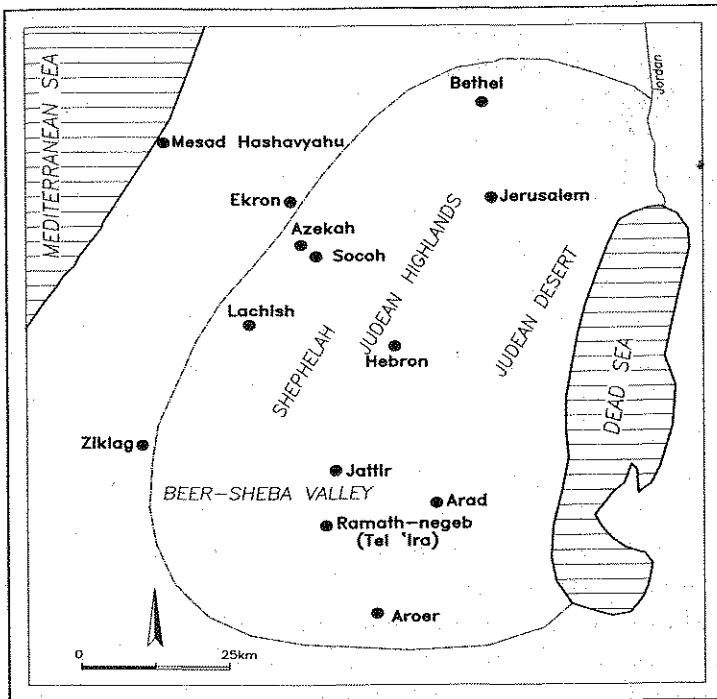 MEDITERRANEAN SEA
Jordan
Bethel
Mesad Hashavyahu
Jerusalem
Ekron
Azekah
Socoh
JUDEAN HIGHLANDS
JUDEAN DESERT
Lachish
SHEPHELAH
Hebron
DEAD SEA
Ziklag
Jattir
BEER-SHEBA VALLEY
Arad
Ramath-negeb
(Tel 'Ira)
Aroer
0 25km